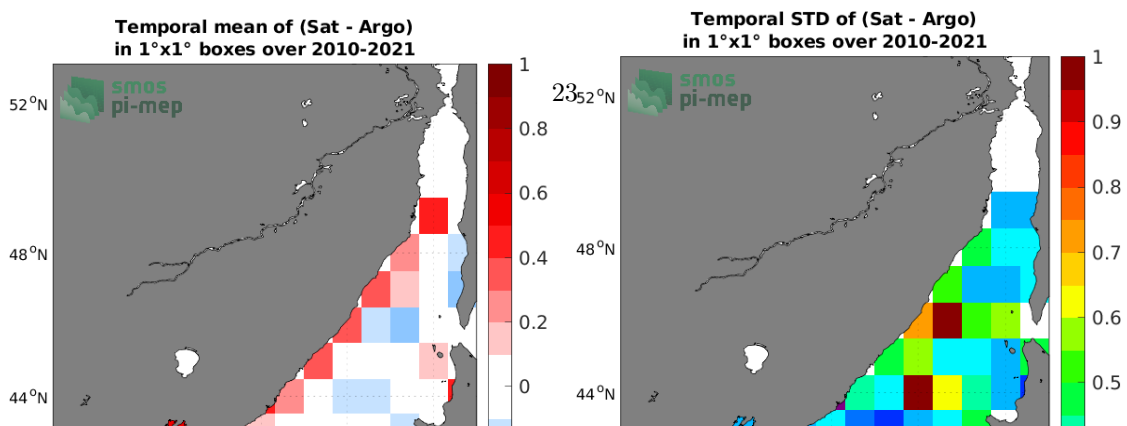 Temporal mean of (Sat - Argo)
in 1°x1° boxes over 2010-2021
smos
pi-mep
52°N
48°N
44°N
1
0.8
0.6
0.4
0.2
0
23
Temporal STD of (Sat - Argo)
in 1°x1° boxes over 2010-2021
smos
pi-mep
52°N
48°N
44°N
1
0.9
0.8
0.7
0.6
0.5